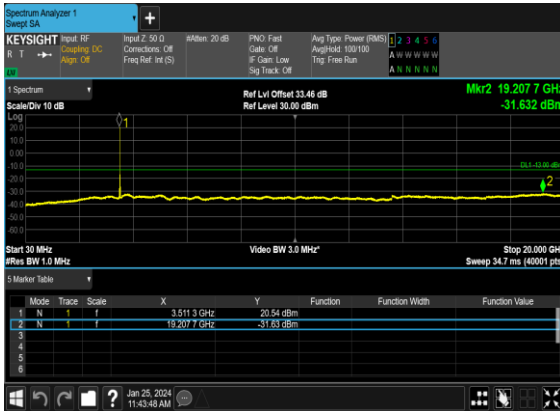 Spectrum Analyzer 1
Swept SA
+
KEYSIGHT Input: RF Input Z: 50 Ω #Atten: 20 dB PNO: Fast Avg Type: Power (RMS) 1 2 3 4 5 6
R T Coupling: DC Corrections: Off Gate: Off Avg|Hold: 100/100 A W W W W W
Align: Off Freq Ref: Int (S) IF Gain: Low Trig: Free Run
Sig Track: Off A N N N N N
1 Spectrum
Scale/Div 10 dB
Ref Lvl Offset 33.46 dB
Ref Level 30.00 dBm
Mkr2 19.207 7 GHz
-31.632 dBm
Log
20.0
10.0
0.00
-10.0
-20.0
-30.0
-40.0
-50.0
-60.0
1
DL1 -13.00 dBm
2
Start 30 MHz Video BW 3.0 MHz* Stop 20.000 GHz
#Res BW 1.0 MHz Sweep 34.7 ms (40001 pts)
5 Marker Table
Mode Trace Scale X Y Function Function Width Function Value
1 N 1 f 3.511 3 GHz 20.54 dBm
2 N 1 f 19.207 7 GHz -31.63 dBm
3
4
5
6
? Jan 25, 2024
11:43:48 AM